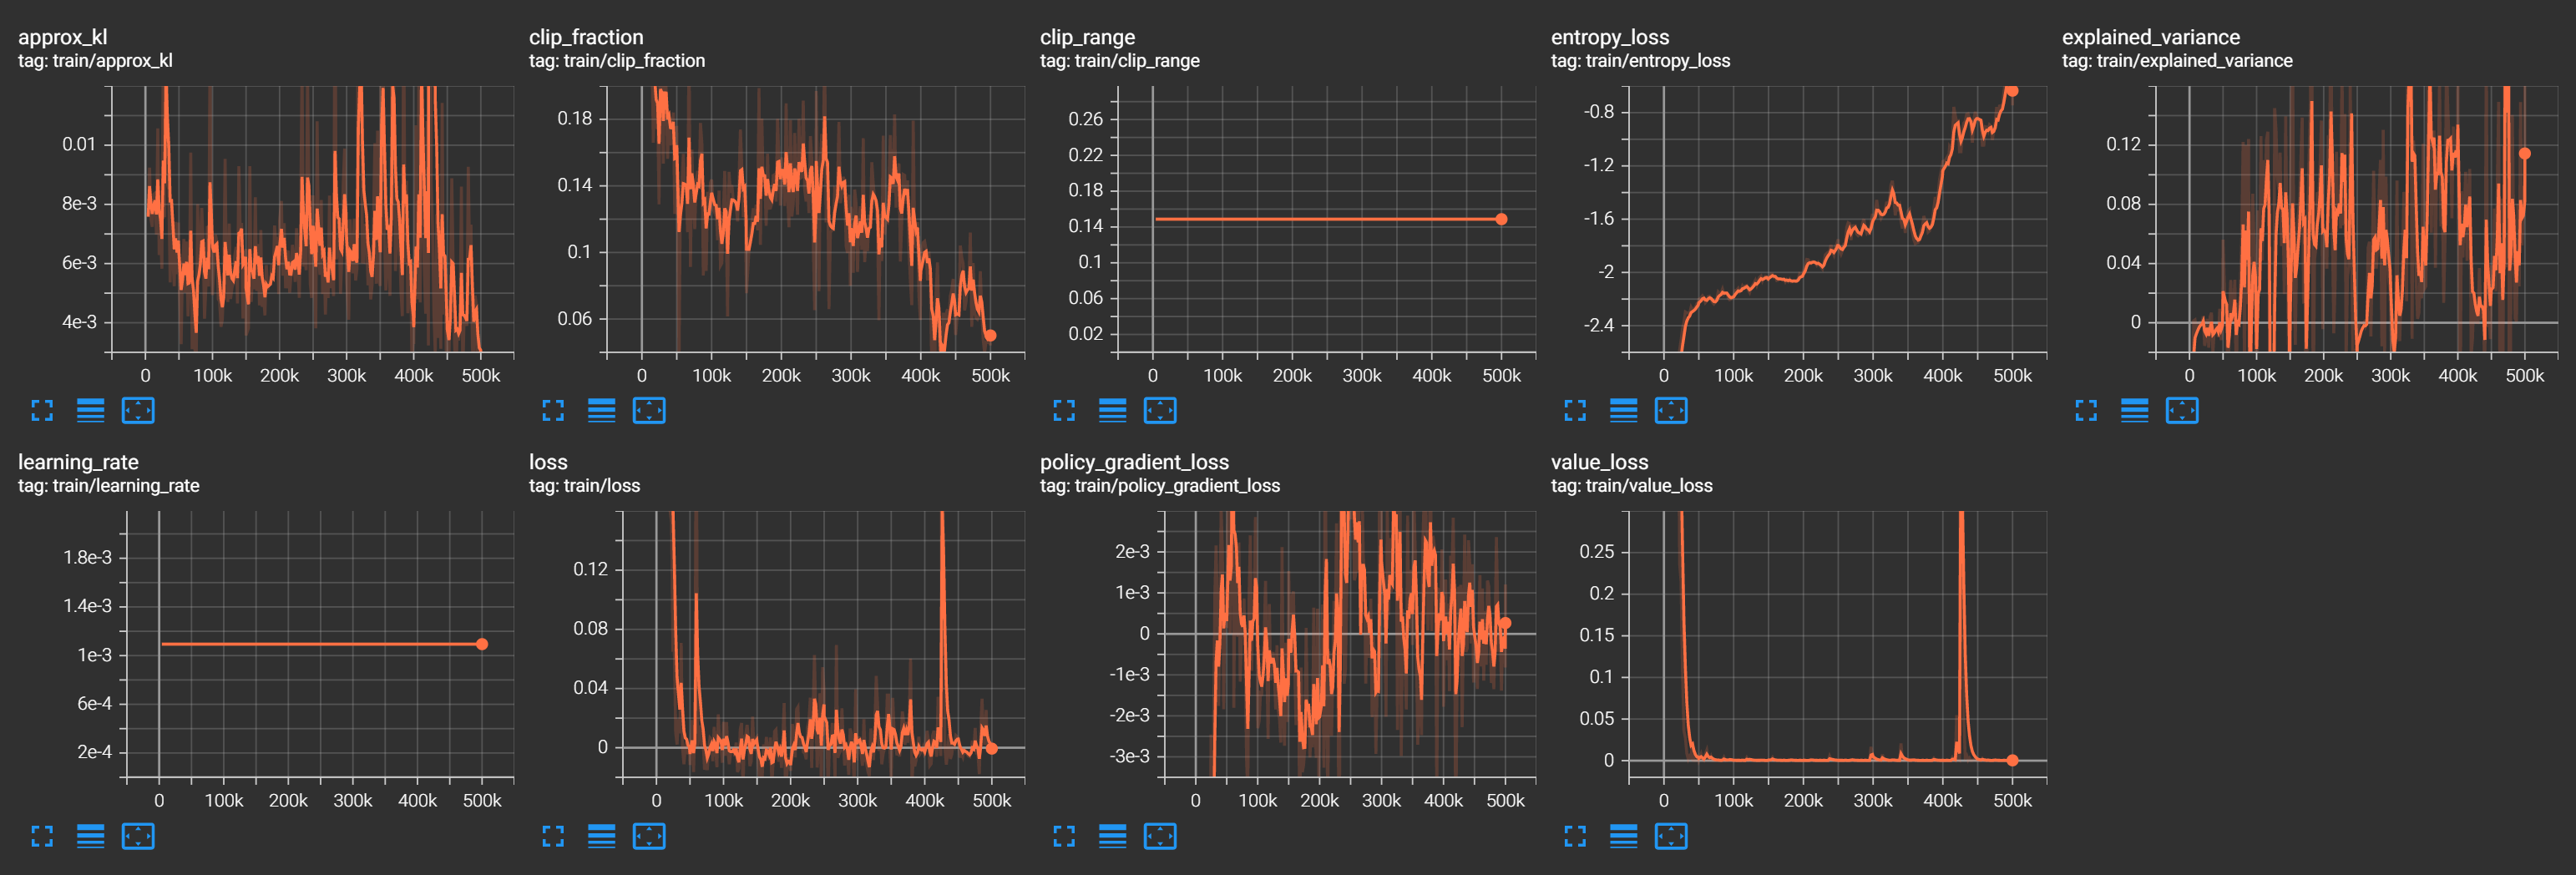 approx_kl
tag: train/approx_kl
0.01
8e-3
6e-3
4e-3
0 100k 200k 300k 400k 500k
clip_fraction
tag: train/clip_fraction
0.18
0.14
0.1
0.06
0 100k 200k 300k 400k 500k
clip_range
tag: train/clip_range
0.26
0.22
0.18
0.14
0.1
0.06
0.02
0 100k 200k 300k 400k 500k
entropy_loss
tag: train/entropy_loss
-0.8
-1.2
-1.6
-2
-2.4
0 100k 200k 300k 400k 500k
explained_variance
tag: train/explained_variance
0.12
0.08
0.04
0
0 100k 200k 300k 400k 500k
learning_rate
tag: train/learning_rate
1.8e-3
1.4e-3
1e-3
6e-4
2e-4
0 100k 200k 300k 400k 500k
loss
tag: train/loss
0.12
0.08
0.04
0
0 100k 200k 300k 400k 500k
policy_gradient_loss
tag: train/policy_gradient_loss
2e-3
1e-3
0
-1e-3
-2e-3
-3e-3
0 100k 200k 300k 400k 500k
value_loss
tag: train/value_loss
0.25
0.2
0.15
0.1
0.05
0
0 100k 200k 300k 400k 500k